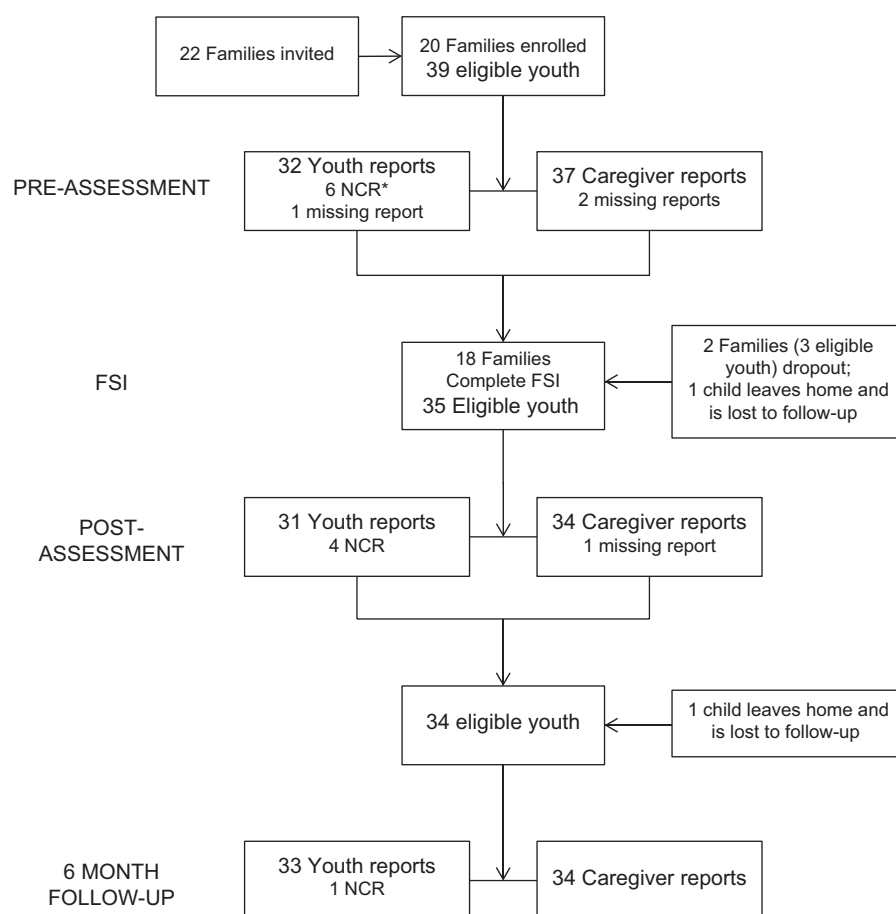 22 Families invited
20 Families enrolled
39 eligible youth
PRE-ASSESSMENT
32 Youth reports
6 NCR*
1 missing report
37 Caregiver reports
2 missing reports
FSI
18 Families
Complete FSI
35 Eligible youth
2 Families (3 eligible
youth) dropout;
1 child leaves home and
is lost to follow-up
POST-
ASSESSMENT
31 Youth reports
4 NCR
34 Caregiver reports
1 missing report
34 eligible youth
1 child leaves home and
is lost to follow-up
6 MONTH
FOLLOW-UP
33 Youth reports
1 NCR
34 Caregiver reports